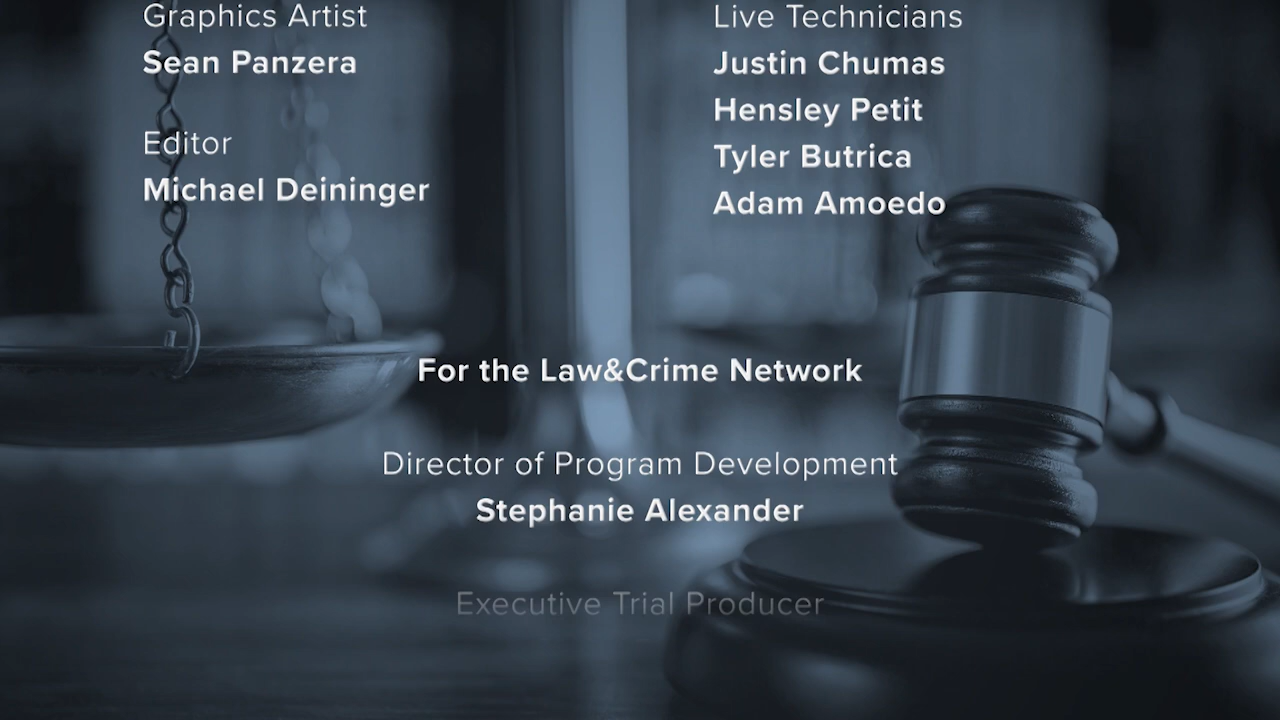 Graphics Artist
Sean Panzera
Editor
Michael Deininger
Live Technicians
Justin Chumas
Hensley Petit
Tyler Butrica
Adam Amoedo
For the Law&Crime Network
Director of Program Development
Stephanie Alexander
Executive Trial Producer